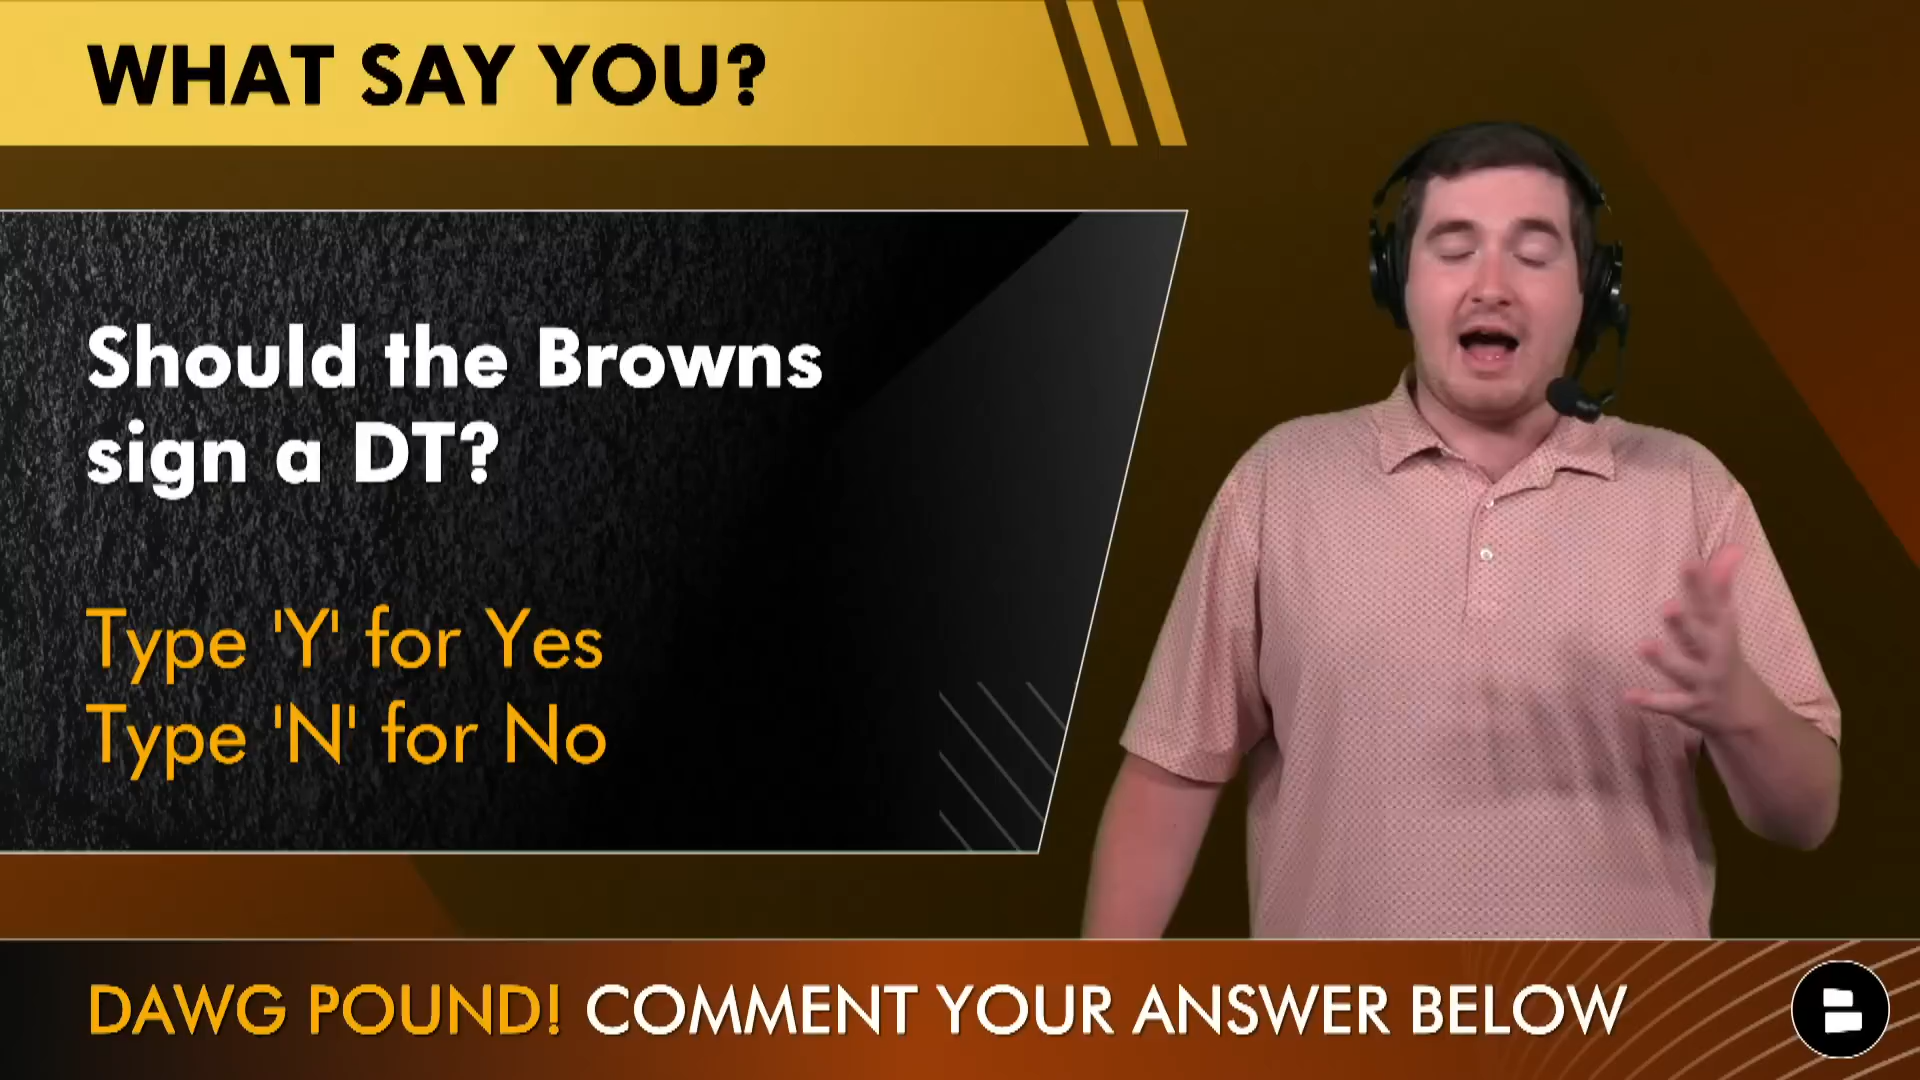 WHAT SAY YOU?
Should the Browns
sign a DT?
Type 'Y' for Yes
Type 'N' for No
DAWG POUND! COMMENT YOUR ANSWER BELOW